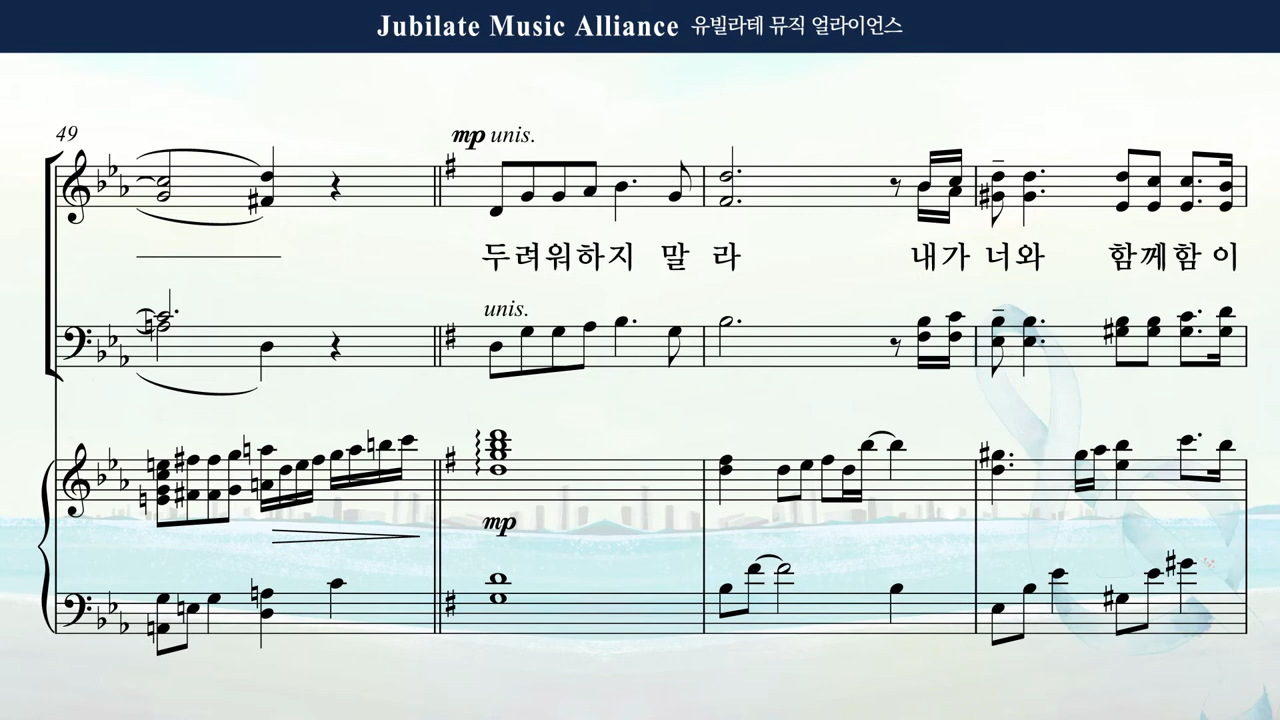 Jubilate Music Alliance 유빌라테 뮤직 얼라이언스
49
mp unis.
두려워하지 말 라 내가 너와 함께함 이
unis.
mp